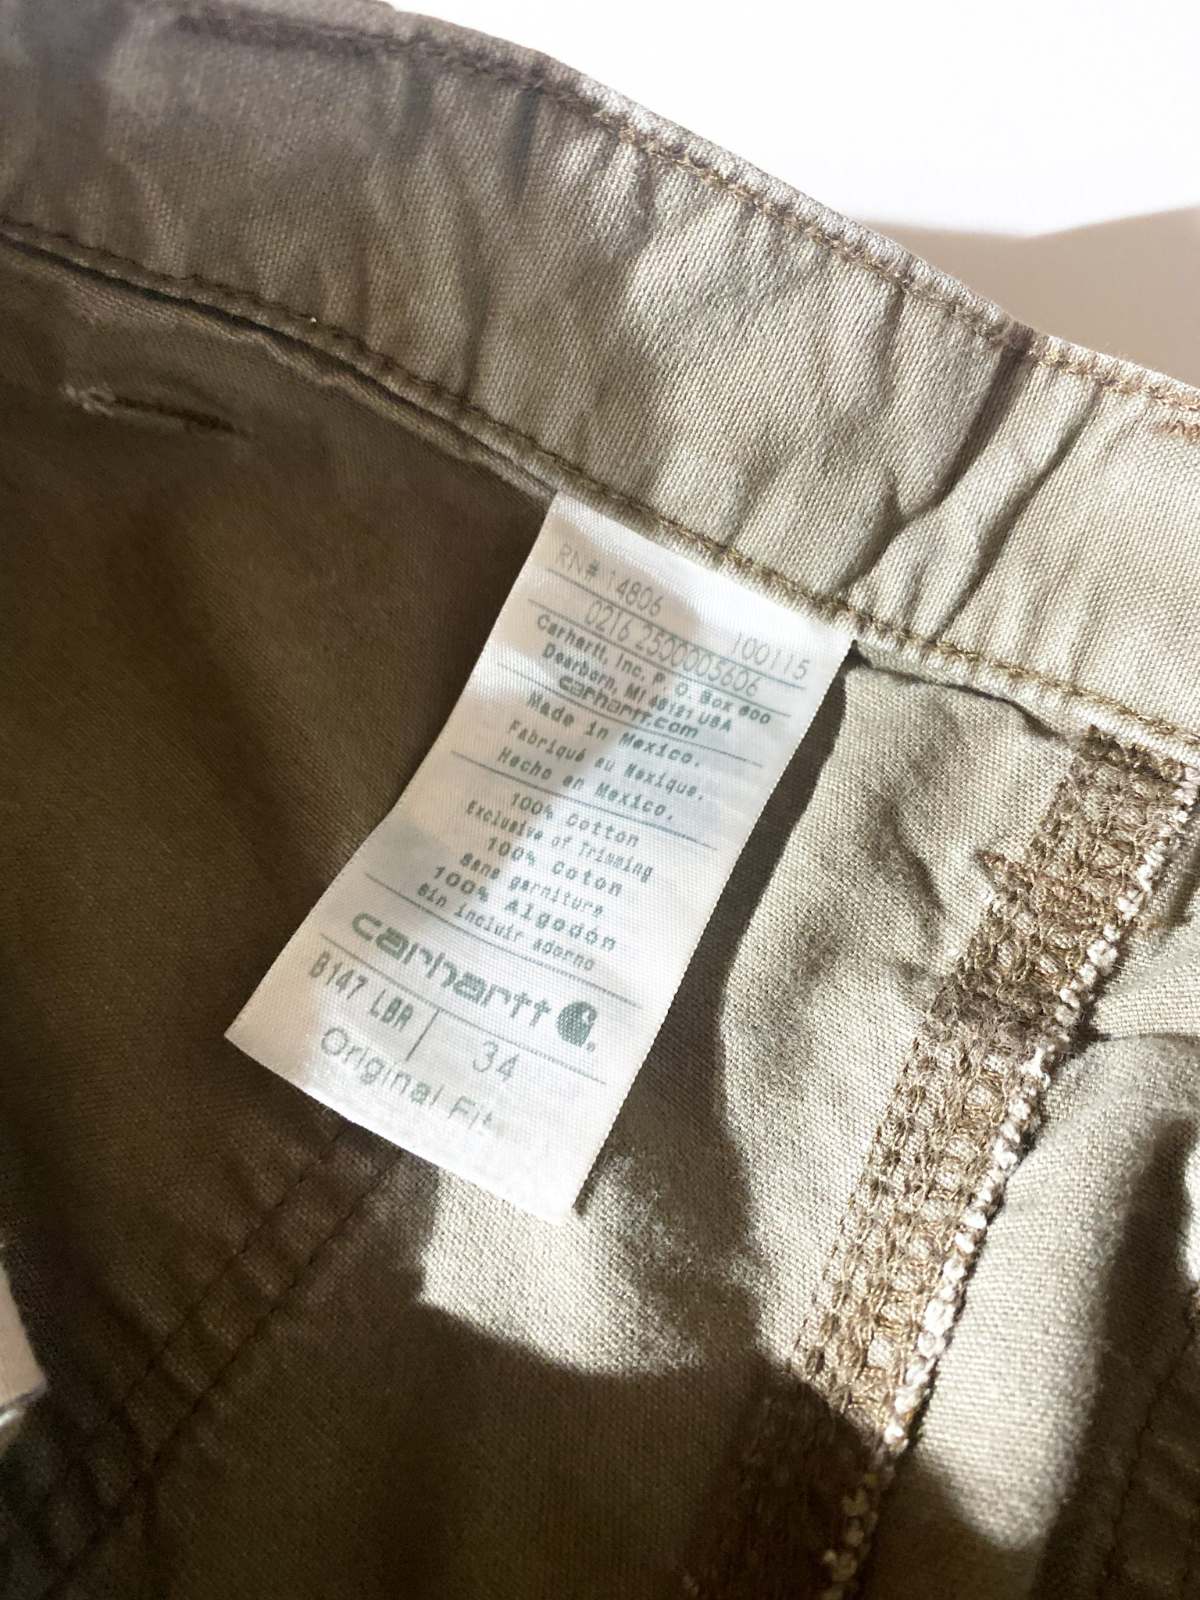 RN# 14806
100115
0216 2500005606
Carhartt, Inc. P.O. Box 600
Dearborn, MI 48121 USA
carhartt.com
Made in Mexico.
Fabriqué au Mexique.
Hecho en Mexico.
100% Cotton
Exclusive of Trimming
100% Coton
Sans garniture
100% Algodón
Sin incluir adorno
carhartt
B147 LBR 34
Original Fit